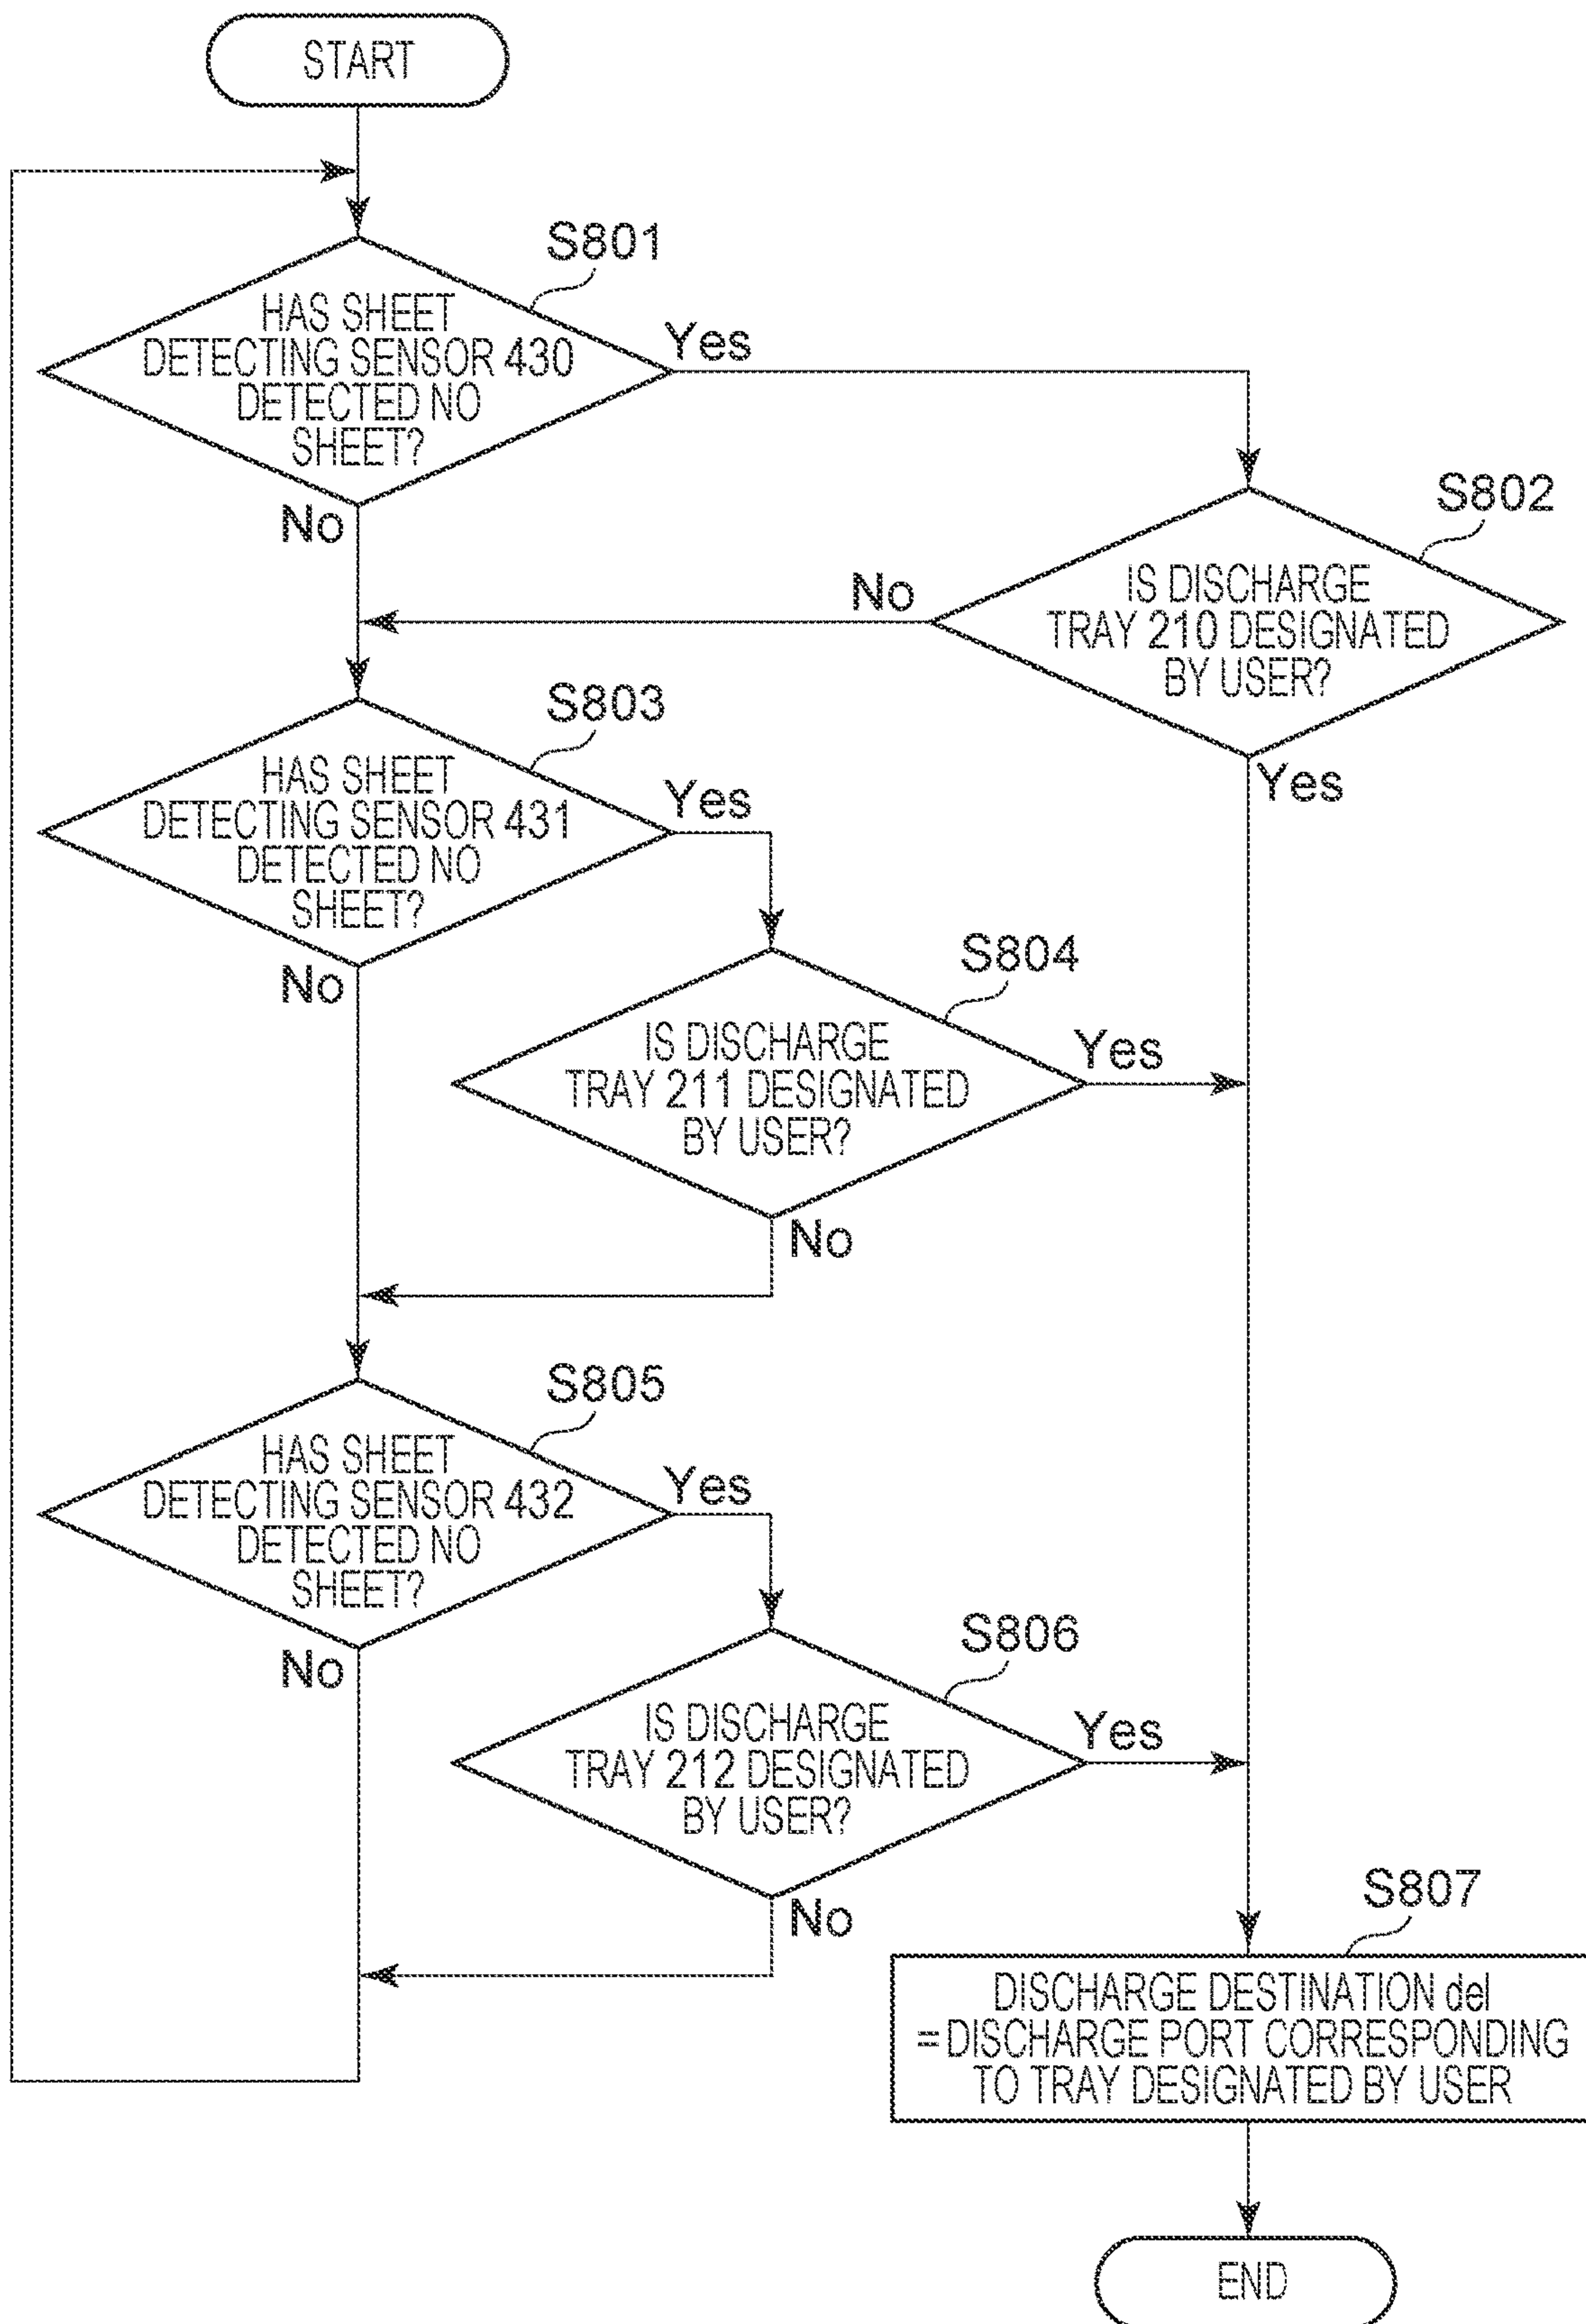 START
S801
HAS SHEET
DETECTING SENSOR 430
DETECTED NO
SHEET?
Yes
No
S802
IS DISCHARGE
TRAY 210 DESIGNATED
BY USER?
No
Yes
S803
HAS SHEET
DETECTING SENSOR 431
DETECTED NO
SHEET?
Yes
No
S804
IS DISCHARGE
TRAY 211 DESIGNATED
BY USER?
Yes
No
S805
HAS SHEET
DETECTING SENSOR 432
DETECTED NO
SHEET?
Yes
No
S806
IS DISCHARGE
TRAY 212 DESIGNATED
BY USER?
Yes
No
S807
DISCHARGE DESTINATION del
=DISCHARGE PORT CORRESPONDING
TO TRAY DESIGNATED BY USER
END